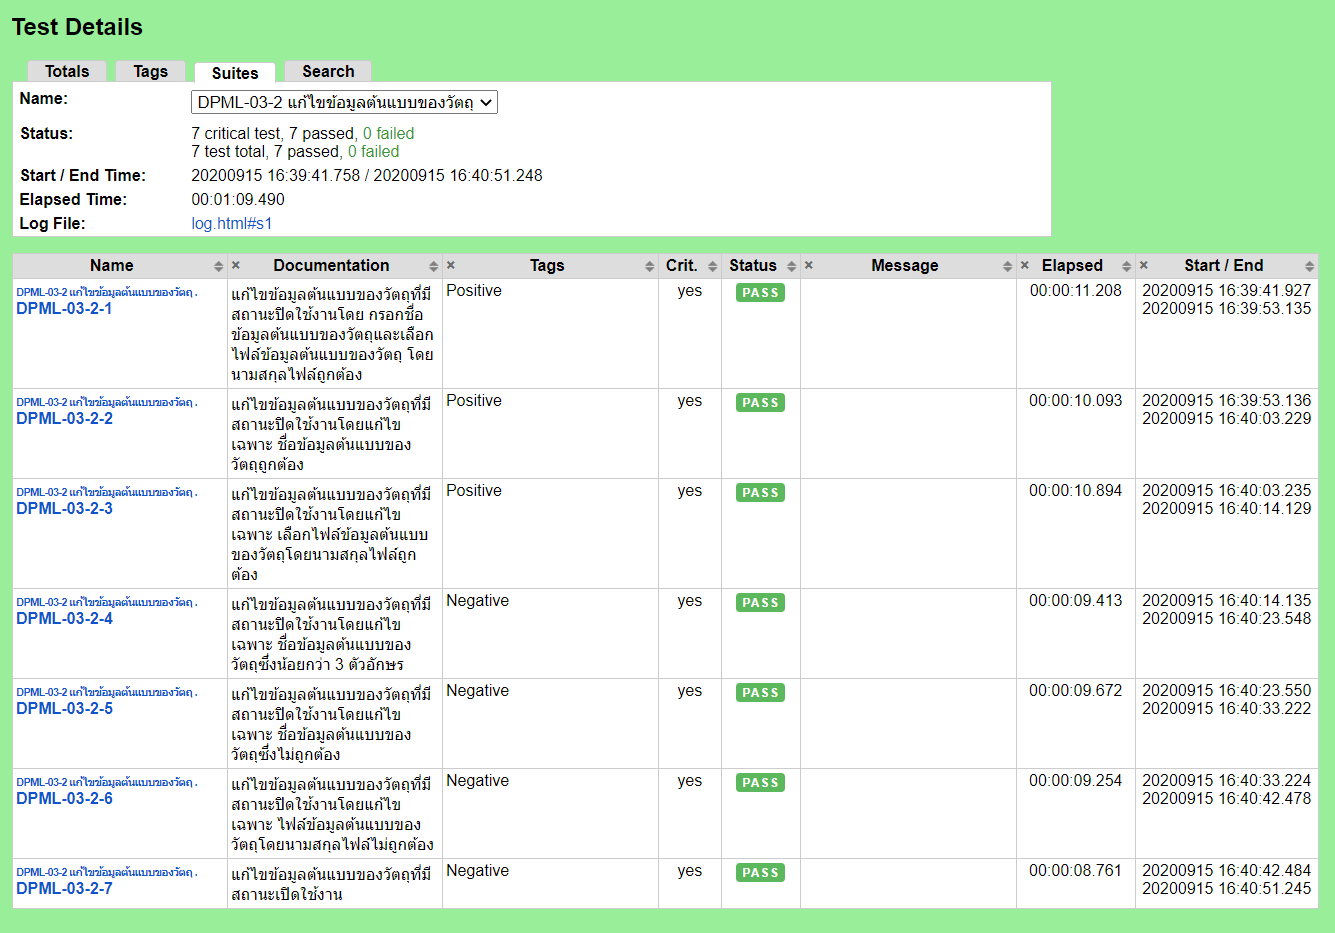 Test Details
Totals Tags Suites Search
Name: DPML-03-2 แก้ไขข้อมูลต้นแบบของวัตถุ
Status: 7 critical test, 7 passed, 0 failed
7 test total, 7 passed, 0 failed
Start / End Time: 20200915 16:39:41.758 / 20200915 16:40:51.248
Elapsed Time: 00:01:09.490
Log File: log.html#s1
Name × Documentation × Tags Crit. Status × Message × Elapsed × Start / End
DPML-03-2 แก้ไขข้อมูลต้นแบบของวัตถุ .
DPML-03-2-1
แก้ไขข้อมูลต้นแบบของวัตถุที่มี
สถานะปิดใช้งานโดย กรอกชื่อ
ข้อมูลต้นแบบของวัตถุและเลือก
ไฟล์ข้อมูลต้นแบบของวัตถุ โดย
นามสกุลไฟล์ถูกต้อง
Positive yes PASS 00:00:11.208 20200915 16:39:41.927
20200915 16:39:53.135
DPML-03-2 แก้ไขข้อมูลต้นแบบของวัตถุ .
DPML-03-2-2
แก้ไขข้อมูลต้นแบบของวัตถุที่มี
สถานะปิดใช้งานโดยแก้ไข
เฉพาะ ชื่อข้อมูลต้นแบบของ
วัตถุถูกต้อง
Positive yes PASS 00:00:10.093 20200915 16:39:53.136
20200915 16:40:03.229
DPML-03-2 แก้ไขข้อมูลต้นแบบของวัตถุ .
DPML-03-2-3
แก้ไขข้อมูลต้นแบบของวัตถุที่มี
สถานะปิดใช้งานโดยแก้ไข
เฉพาะ เลือกไฟล์ข้อมูลต้นแบบ
ของวัตถุโดยนามสกุลไฟล์ถูก
ต้อง
Positive yes PASS 00:00:10.894 20200915 16:40:03.235
20200915 16:40:14.129
DPML-03-2 แก้ไขข้อมูลต้นแบบของวัตถุ .
DPML-03-2-4
แก้ไขข้อมูลต้นแบบของวัตถุที่มี
สถานะปิดใช้งานโดยแก้ไข
เฉพาะ ชื่อข้อมูลต้นแบบของ
วัตถุซึ่งน้อยกว่า 3 ตัวอักษร
Negative yes PASS 00:00:09.413 20200915 16:40:14.135
20200915 16:40:23.548
DPML-03-2 แก้ไขข้อมูลต้นแบบของวัตถุ .
DPML-03-2-5
แก้ไขข้อมูลต้นแบบของวัตถุที่มี
สถานะปิดใช้งานโดยแก้ไข
เฉพาะ ชื่อข้อมูลต้นแบบของ
วัตถุซึ่งไม่ถูกต้อง
Negative yes PASS 00:00:09.672 20200915 16:40:23.550
20200915 16:40:33.222
DPML-03-2 แก้ไขข้อมูลต้นแบบของวัตถุ .
DPML-03-2-6
แก้ไขข้อมูลต้นแบบของวัตถุที่มี
สถานะปิดใช้งานโดยแก้ไข
เฉพาะ ไฟล์ข้อมูลต้นแบบของ
วัตถุโดยนามสกุลไฟล์ไม่ถูกต้อง
Negative yes PASS 00:00:09.254 20200915 16:40:33.224
20200915 16:40:42.478
DPML-03-2 แก้ไขข้อมูลต้นแบบของวัตถุ .
DPML-03-2-7
แก้ไขข้อมูลต้นแบบของวัตถุที่มี
สถานะเปิดใช้งาน
Negative yes PASS 00:00:08.761 20200915 16:40:42.484
20200915 16:40:51.245